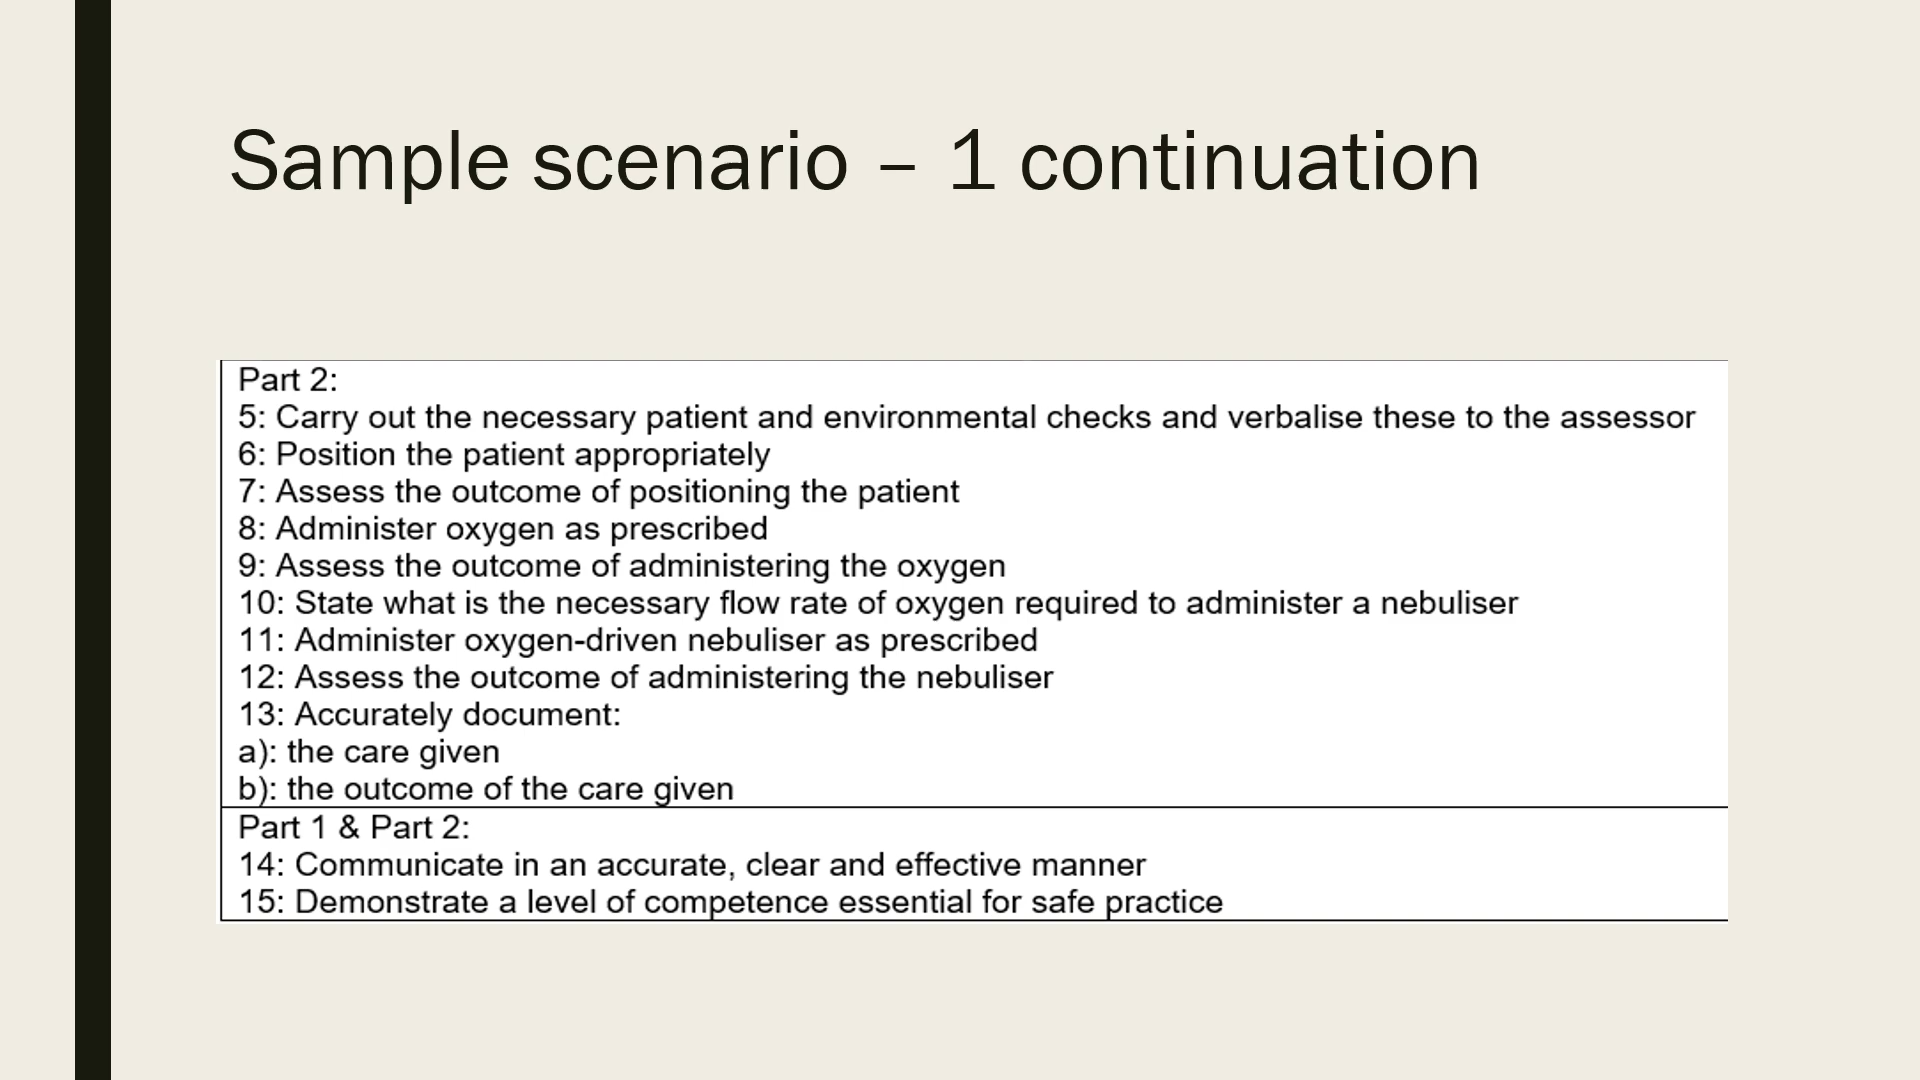 Sample scenario – 1 continuation
Part 2:
5: Carry out the necessary patient and environmental checks and verbalise these to the assessor
6: Position the patient appropriately
7: Assess the outcome of positioning the patient
8: Administer oxygen as prescribed
9: Assess the outcome of administering the oxygen
10: State what is the necessary flow rate of oxygen required to administer a nebuliser
11: Administer oxygen-driven nebuliser as prescribed
12: Assess the outcome of administering the nebuliser
13: Accurately document:
a): the care given
b): the outcome of the care given
Part 1 & Part 2:
14: Communicate in an accurate, clear and effective manner
15: Demonstrate a level of competence essential for safe practice